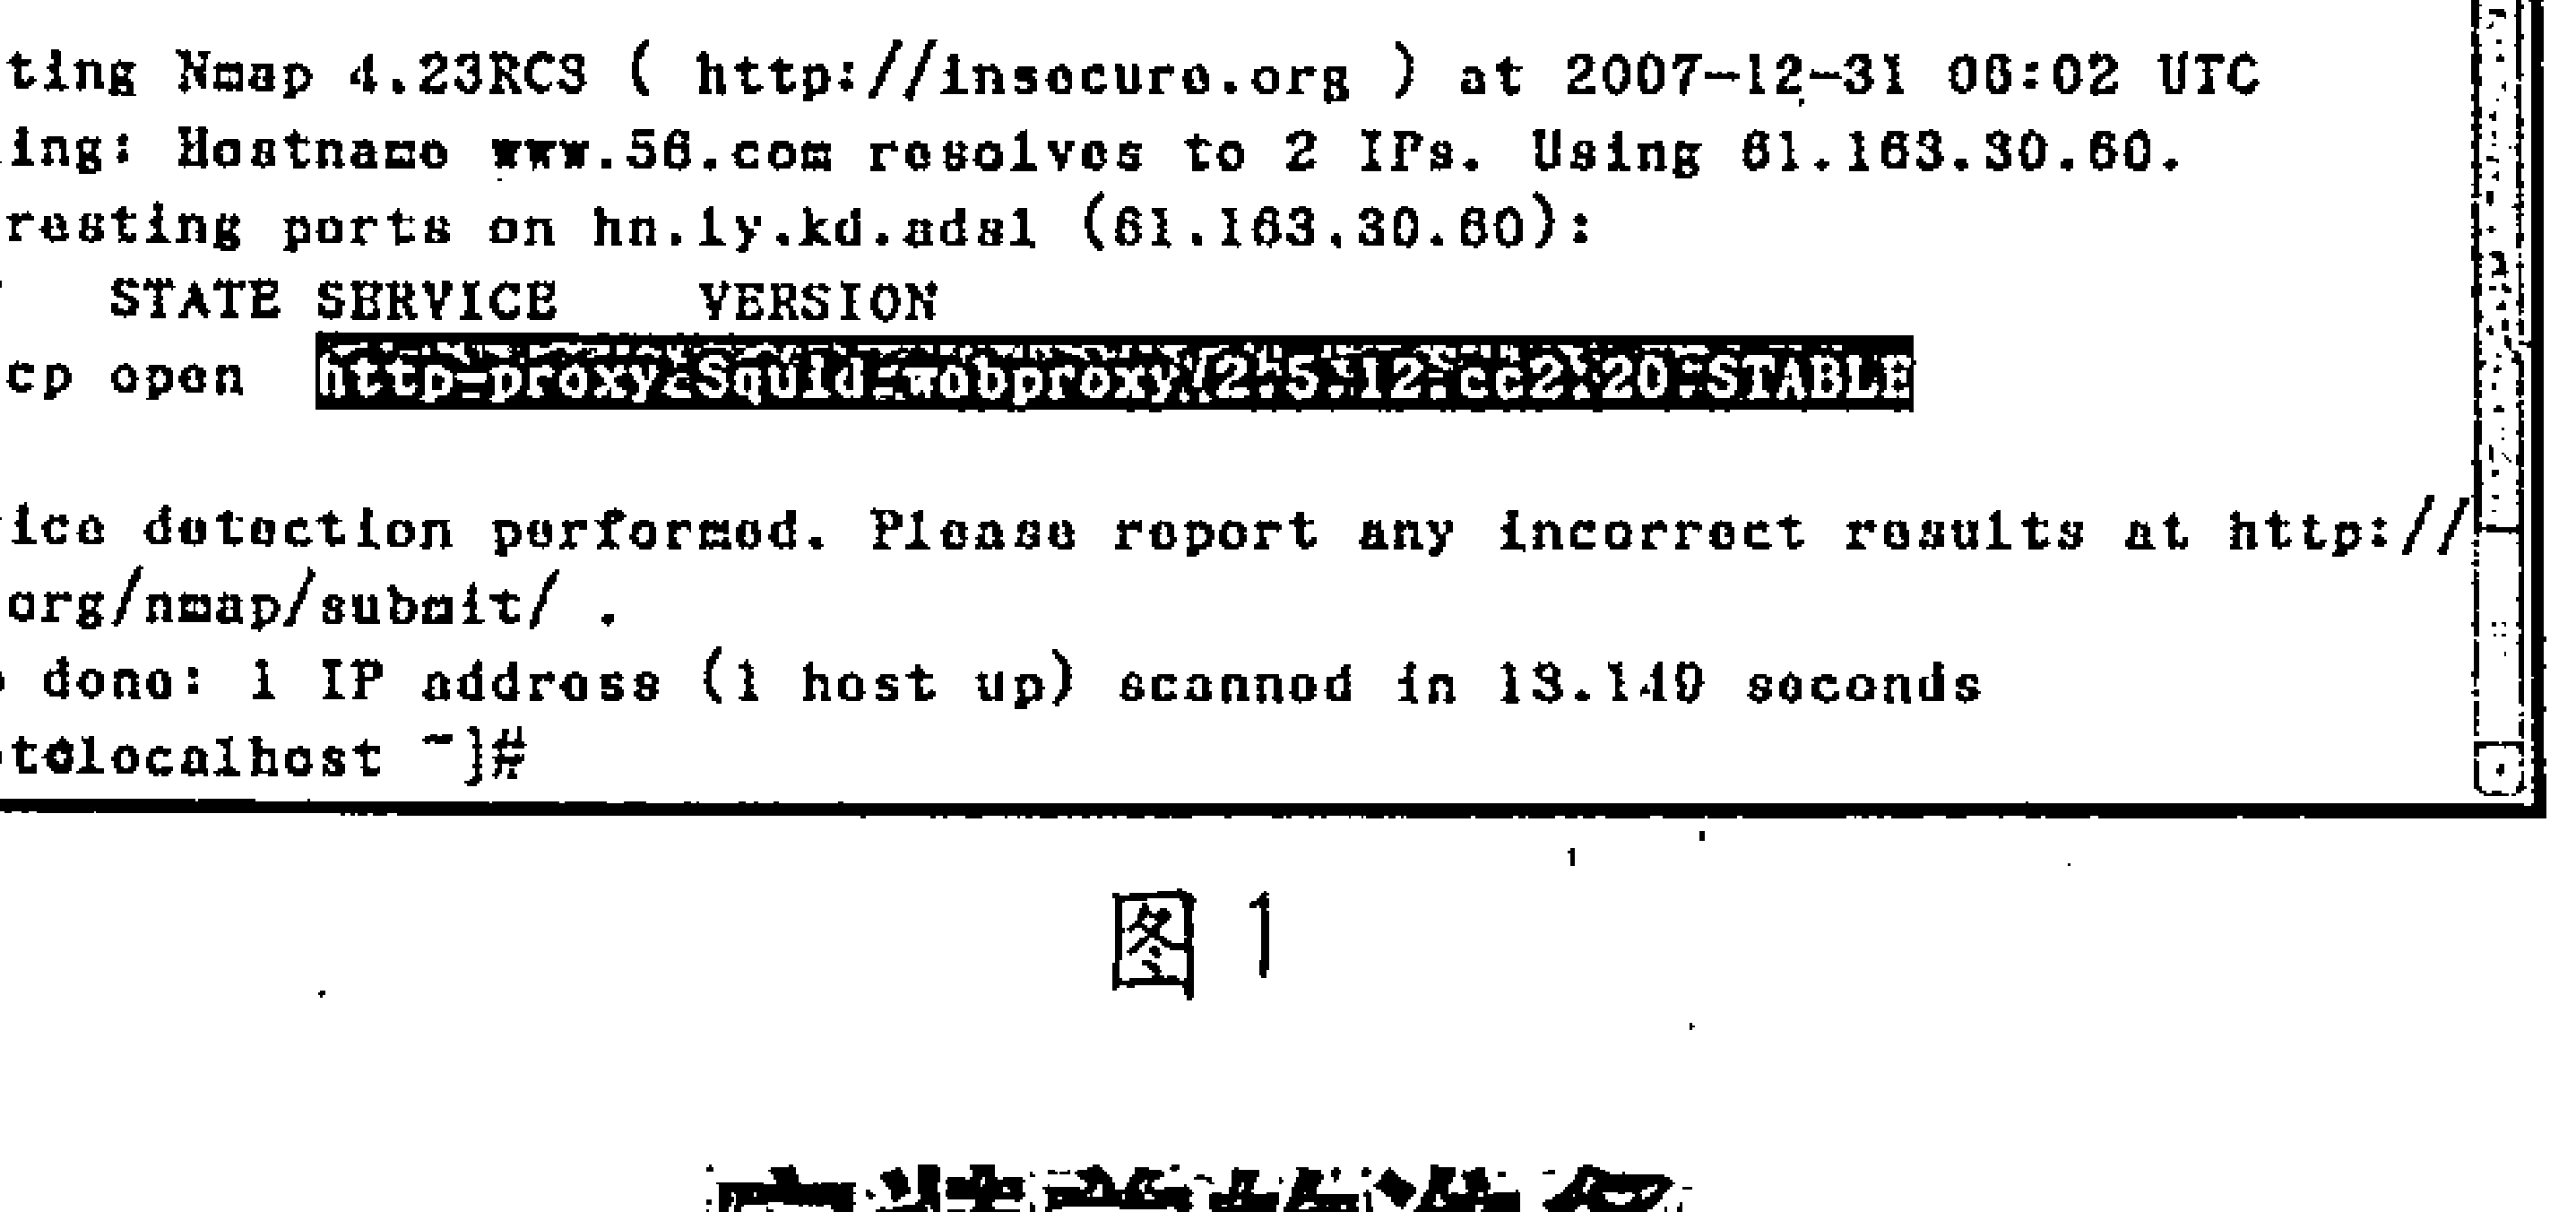 ting Nmap 4.23RCS ( http://insecure.org ) at 2007-12-31 06:02 UTC
ing: Hostname www.56.com resolves to 2 IPs. Using 61.163.30.60.
resting ports on hn.ly.kd.adsl (61.163.30.60):
STATE SERVICE VERSION
cp open http-proxy Squid webproxy/2.5.12-cc2.20-STABLE
ice detection performed. Please report any incorrect results at http://
org/nmap/submit/ .
done: 1 IP address (1 host up) scanned in 13.149 seconds
t@localhost ~]#
图 1